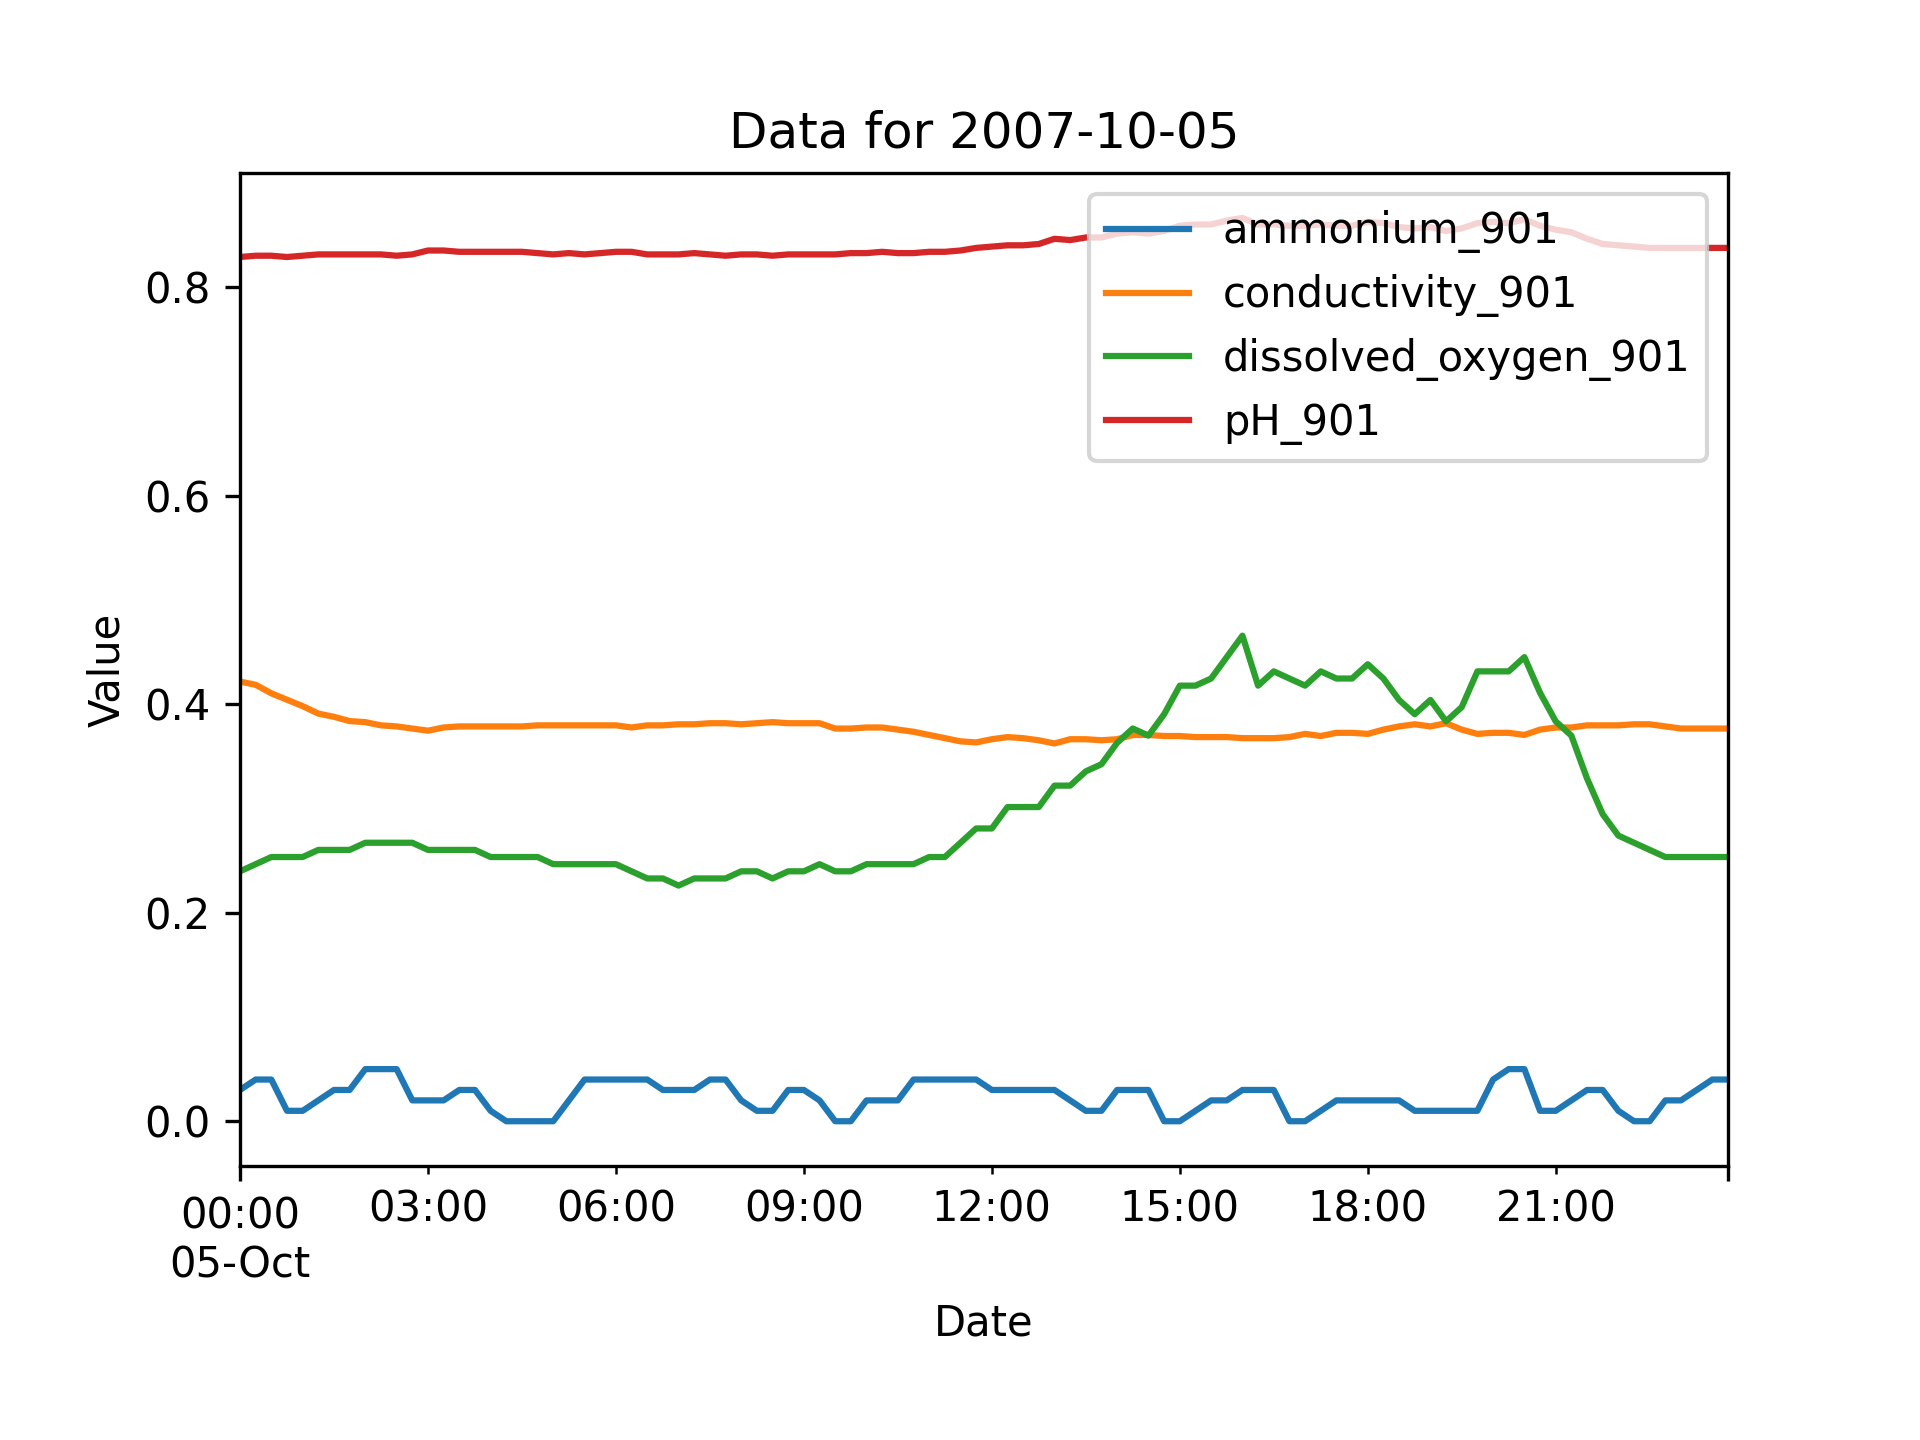 Data for 2007-10-05
ammonium_901
conductivity_901
dissolved_oxygen_901
pH_901
Value
0.8
0.6
0.4
0.2
0.0
00:00 03:00 06:00 09:00 12:00 15:00 18:00 21:00
05-Oct
Date